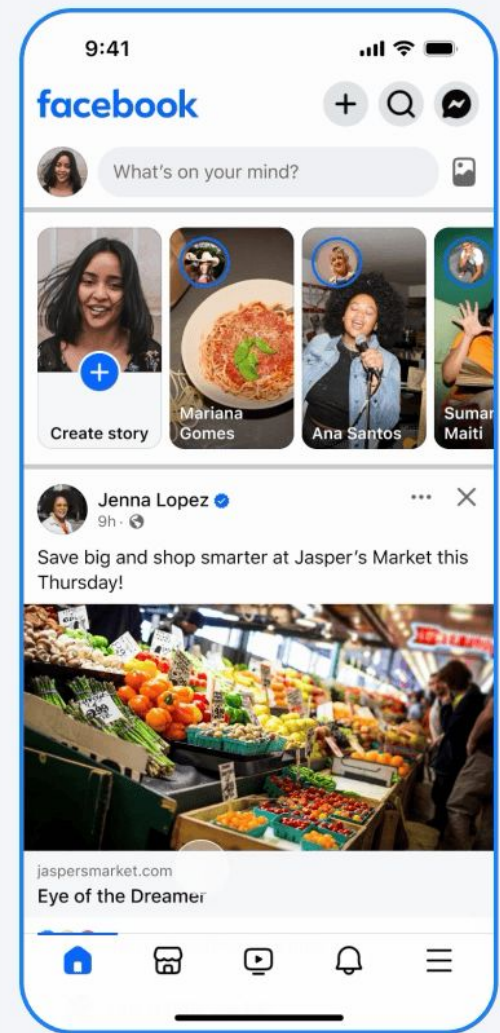 9:41
facebook
What's on your mind?
Create story
Mariana
Gomes
Ana Santos
Sumar
Maiti
Jenna Lopez
9h ·
Save big and shop smarter at Jasper's Market this
Thursday!
jaspersmarket.com
Eye of the Dreamer